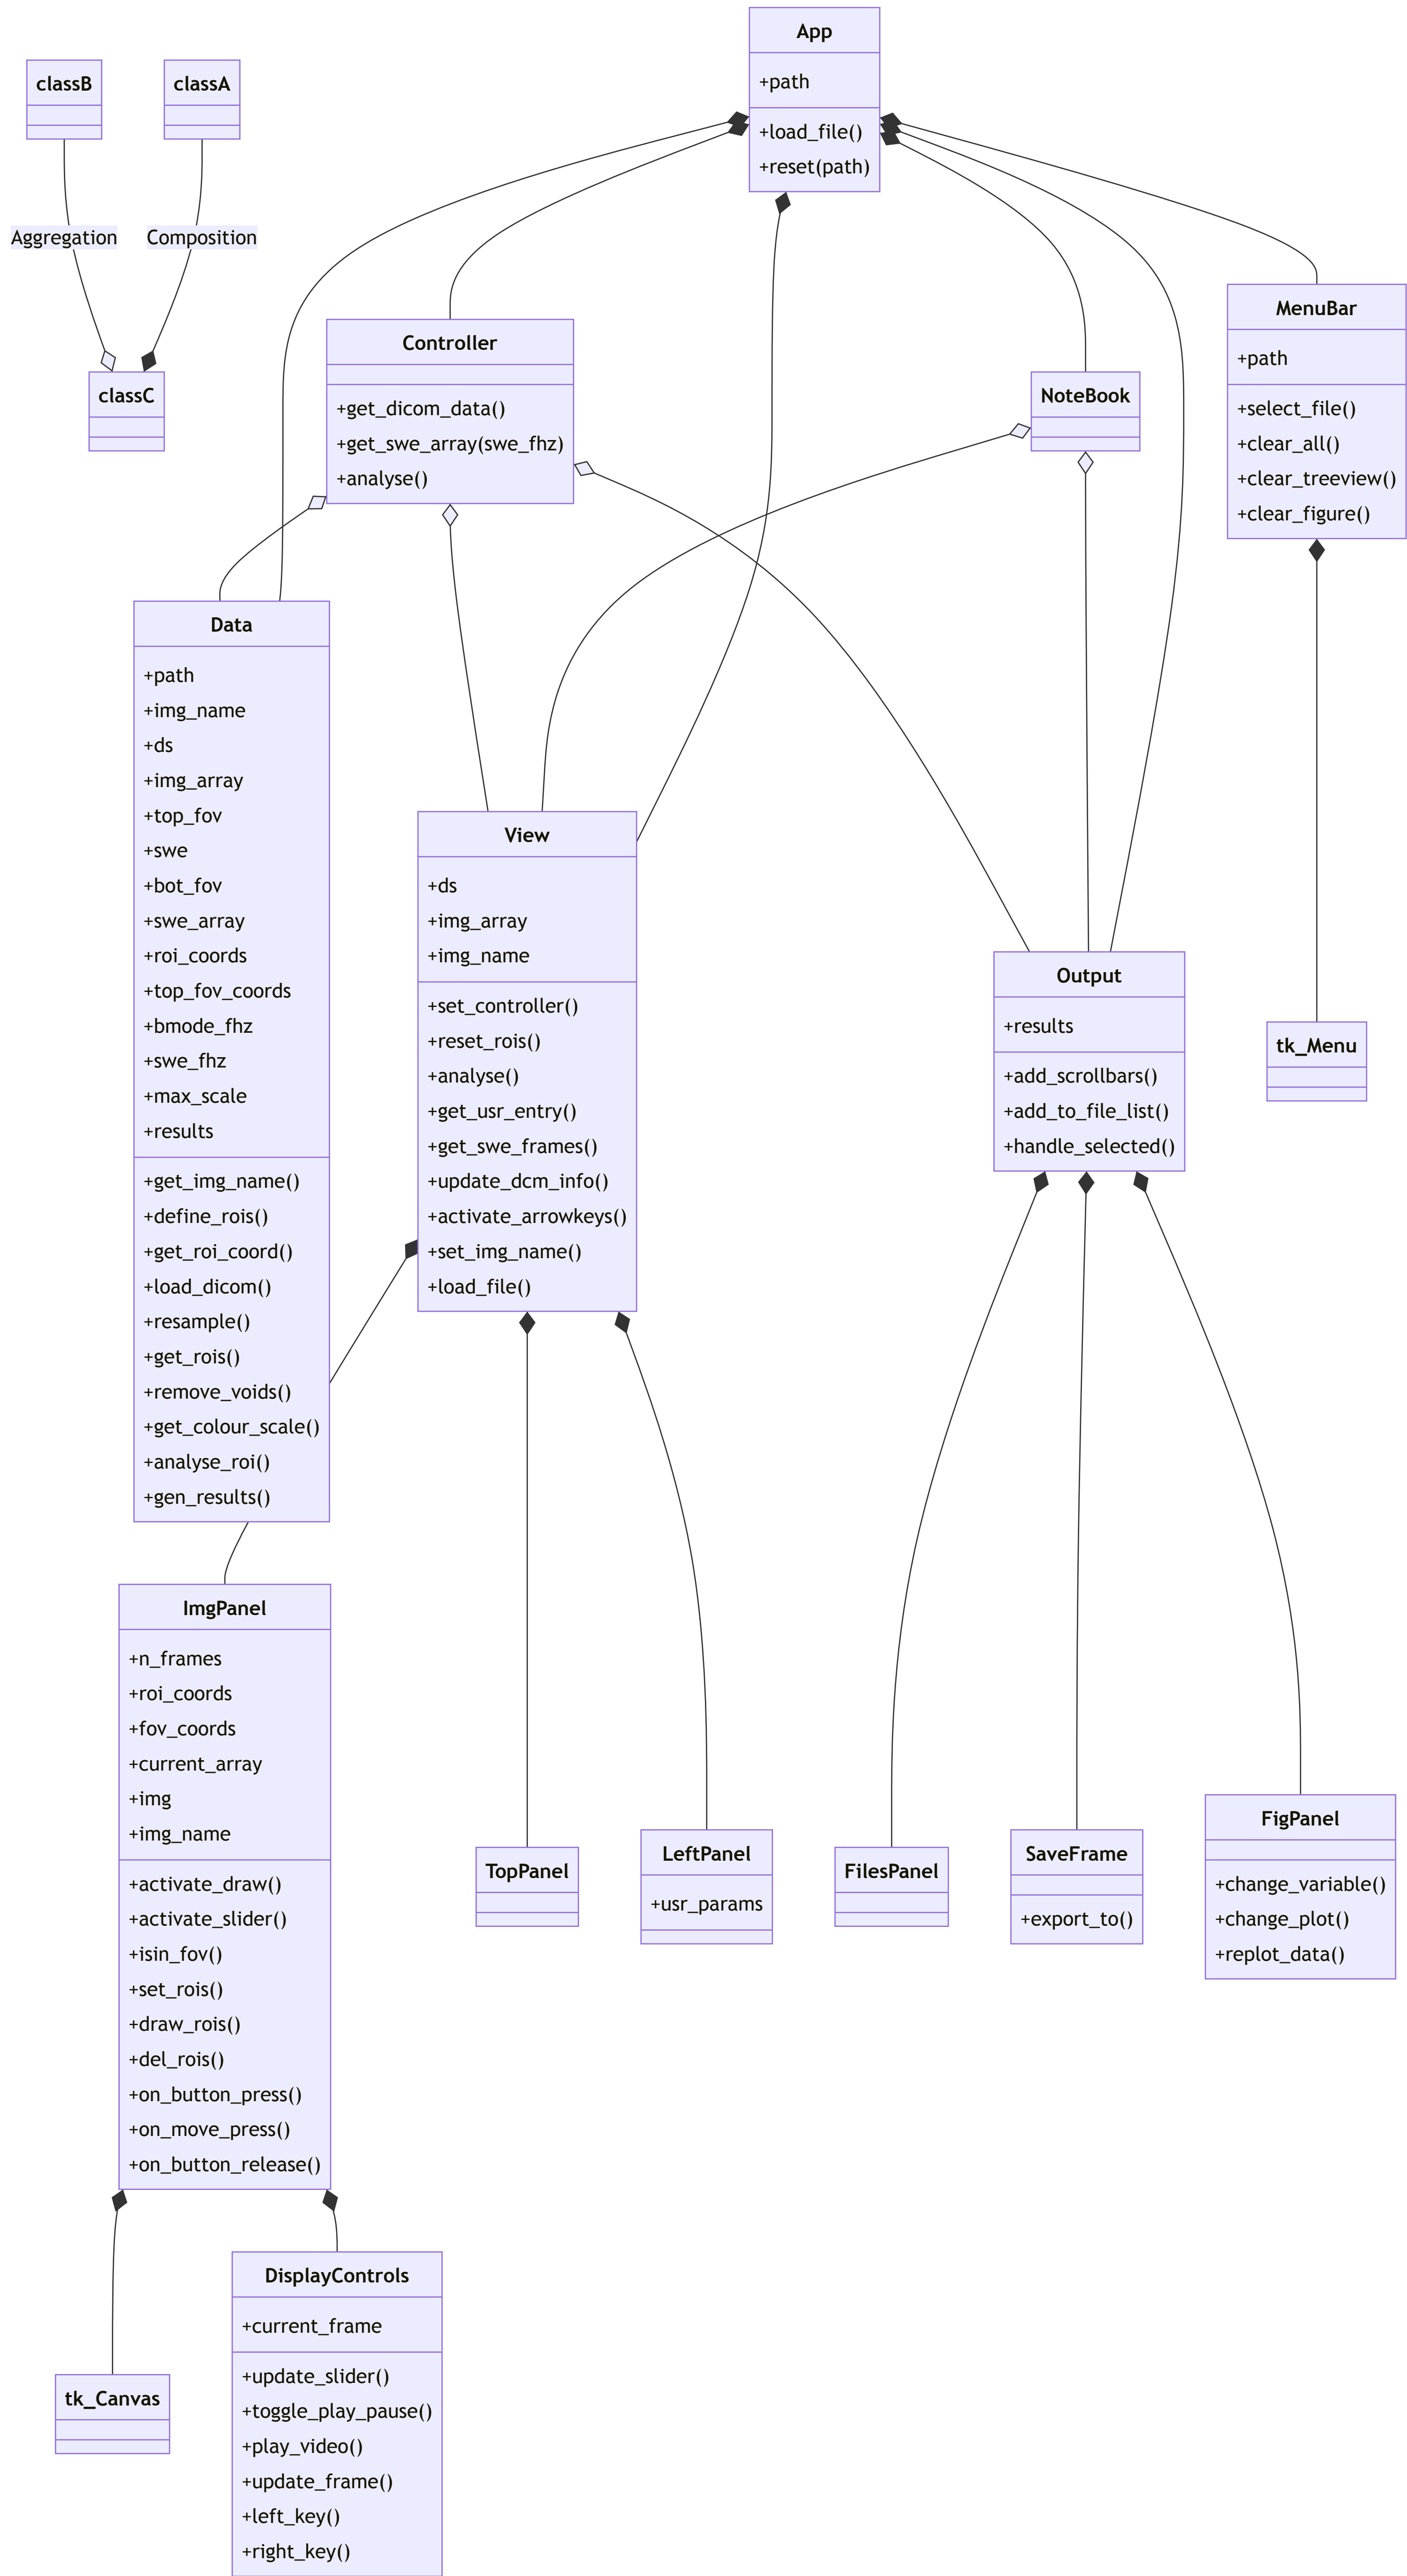 App
+path
+load_file()
+reset(path)
classB
classA
Aggregation
Composition
classC
Controller
+get_dicom_data()
+get_swe_array(swe_fhz)
+analyse()
NoteBook
MenuBar
+path
+select_file()
+clear_all()
+clear_treeview()
+clear_figure()
Data
+path
+img_name
+ds
+img_array
+top_fov
+swe
+bot_fov
+swe_array
+roi_coords
+top_fov_coords
+bmode_fhz
+swe_fhz
+max_scale
+results
+get_img_name()
+define_rois()
+get_roi_coord()
+load_dicom()
+resample()
+get_rois()
+remove_voids()
+get_colour_scale()
+analyse_roi()
+gen_results()
View
+ds
+img_array
+img_name
+set_controller()
+reset_rois()
+analyse()
+get_usr_entry()
+get_swe_frames()
+update_dcm_info()
+activate_arrowkeys()
+set_img_name()
+load_file()
Output
+results
+add_scrollbars()
+add_to_file_list()
+handle_selected()
tk_Menu
ImgPanel
+n_frames
+roi_coords
+fov_coords
+current_array
+img
+img_name
+activate_draw()
+activate_slider()
+isin_fov()
+set_rois()
+draw_rois()
+del_rois()
+on_button_press()
+on_move_press()
+on_button_release()
TopPanel
LeftPanel
+usr_params
FilesPanel
SaveFrame
+export_to()
FigPanel
+change_variable()
+change_plot()
+replot_data()
tk_Canvas
DisplayControls
+current_frame
+update_slider()
+toggle_play_pause()
+play_video()
+update_frame()
+left_key()
+right_key()